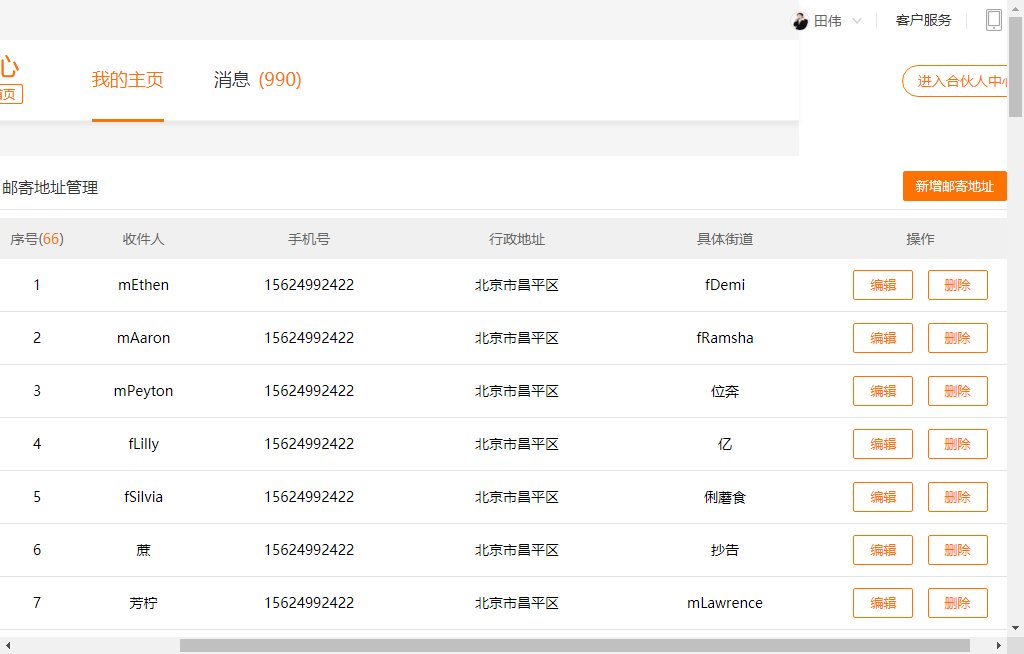 田伟 客户服务
心
首页
我的主页 消息 (990)
进入合伙人中心
邮寄地址管理 新增邮寄地址
序号(66) 收件人 手机号 行政地址 具体街道 操作
1 mEthen 15624992422 北京市昌平区 fDemi 编辑 删除
2 mAaron 15624992422 北京市昌平区 fRamsha 编辑 删除
3 mPeyton 15624992422 北京市昌平区 位奔 编辑 删除
4 fLilly 15624992422 北京市昌平区 亿 编辑 删除
5 fSilvia 15624992422 北京市昌平区 俐蘑食 编辑 删除
6 蔗 15624992422 北京市昌平区 抄告 编辑 删除
7 芳柠 15624992422 北京市昌平区 mLawrence 编辑 删除